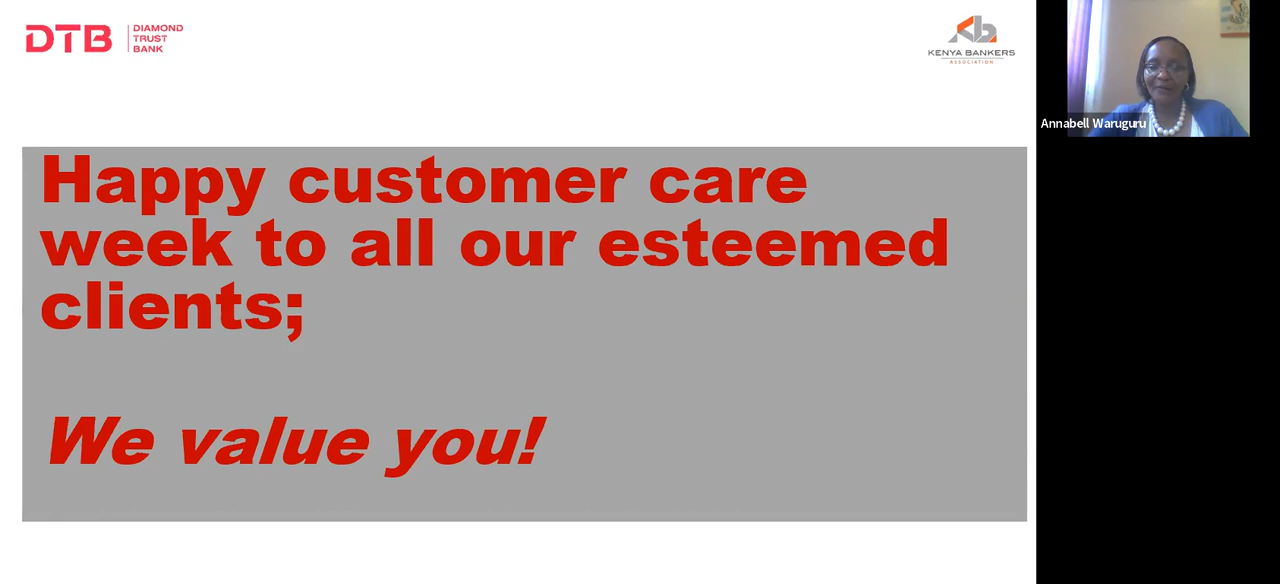 DTB
DIAMOND
TRUST
BANK
KENYA BANKERS
ASSOCIATION
Annabell Waruguru
Happy customer care
week to all our esteemed
clients;
We value you!